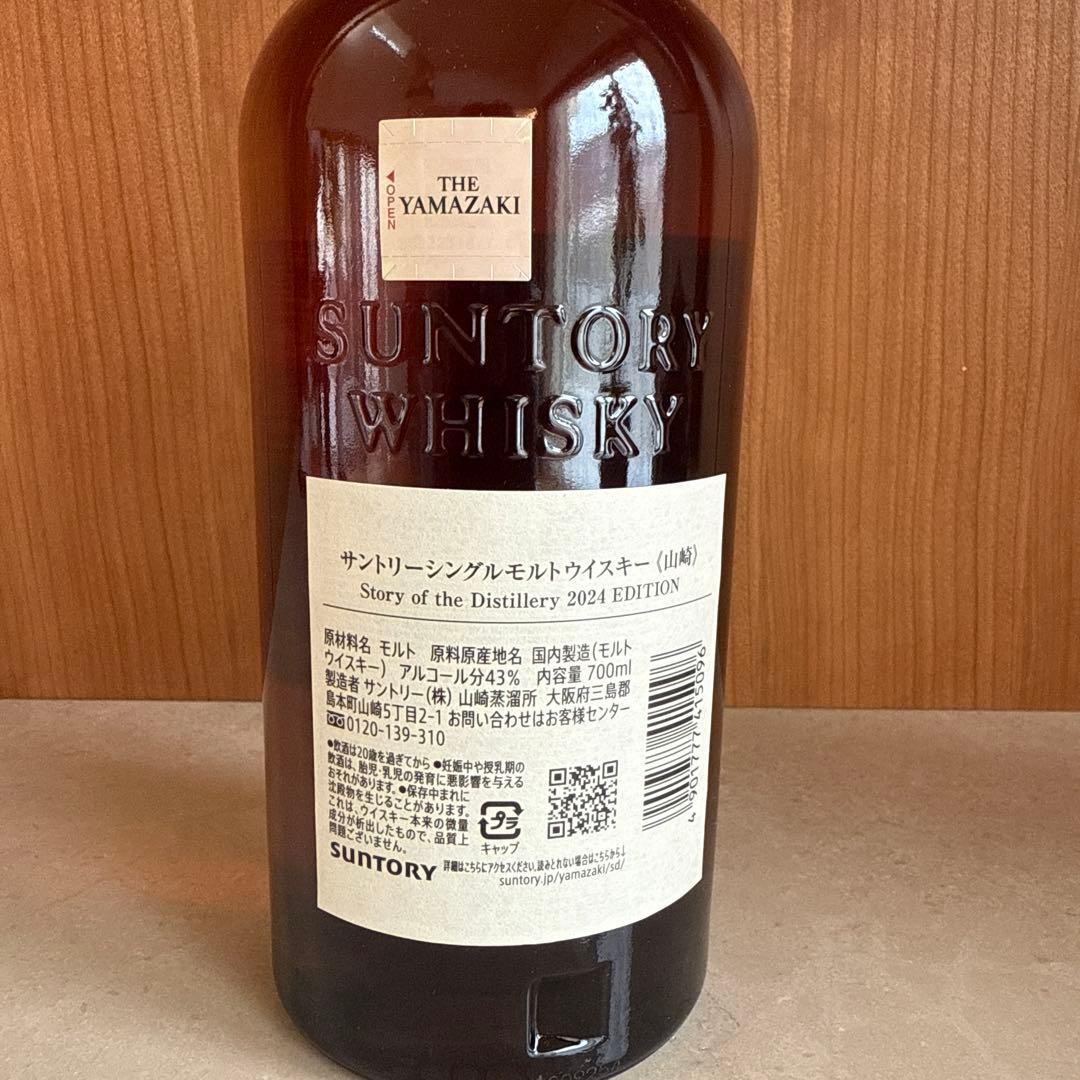 ◀OPEN
THE
YAMAZAKI
SUNTORY
WHISKY
サントリーシングルモルトウイスキー《山崎》
Story of the Distillery 2024 EDITION
原材料名 モルト 原料原産地名 国内製造(モルト
ウイスキー) アルコール分43% 内容量 700ml
製造者 サントリー(株) 山崎蒸溜所 大阪府三島郡
島本町山崎5丁目2-1 お問い合わせはお客様センター
0120-139-310
●飲酒は20歳を過ぎてから ●妊娠中や授乳期の
飲酒は、胎児・乳児の発育に悪影響を与える
おそれがあります。●保存中まれに
沈殿物を生じることがあります。
これは、ウイスキー本来の微量
成分が析出したもので、品質上
問題ございません。
プラ
キャップ
SUNTORY
詳細はこちらにアクセスください。読みとれない場合はこちらから↓
suntory.jp/yamazaki/sd/
4 901777 415096